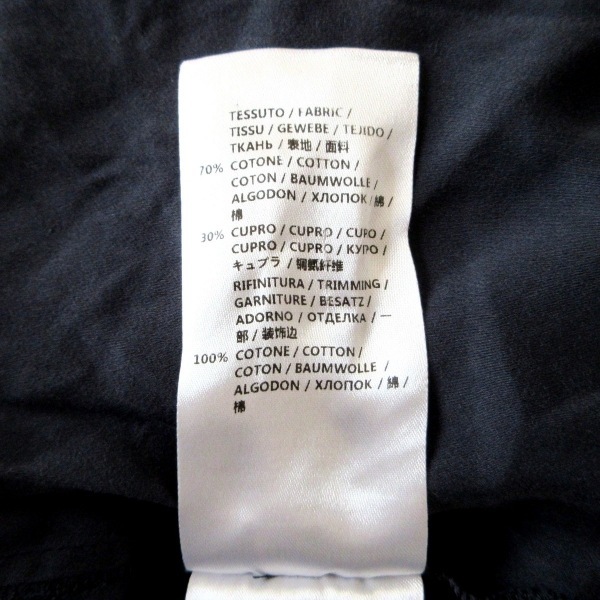 TESSUTO / FABRIC /
TISSU / GEWEBE / TEJIDO /
ТКАНЬ / 表地 / 面料
70% COTONE / COTTON /
COTON / BAUMWOLLE /
ALGODON / ХЛОПОК / 綿 /
棉
30% CUPRO / CUPRO / CUPO /
CUPRO / CUPRO / КУРО /
キュプラ / 铜氨纤维
RIFINITURA / TRIMMING /
GARNITURE / BESATZ /
ADORNO / ОТДЕЛКА / 一
部 / 装饰边
100% COTONE / COTTON /
COTON / BAUMWOLLE /
ALGODON / ХЛОПОК / 綿 /
棉